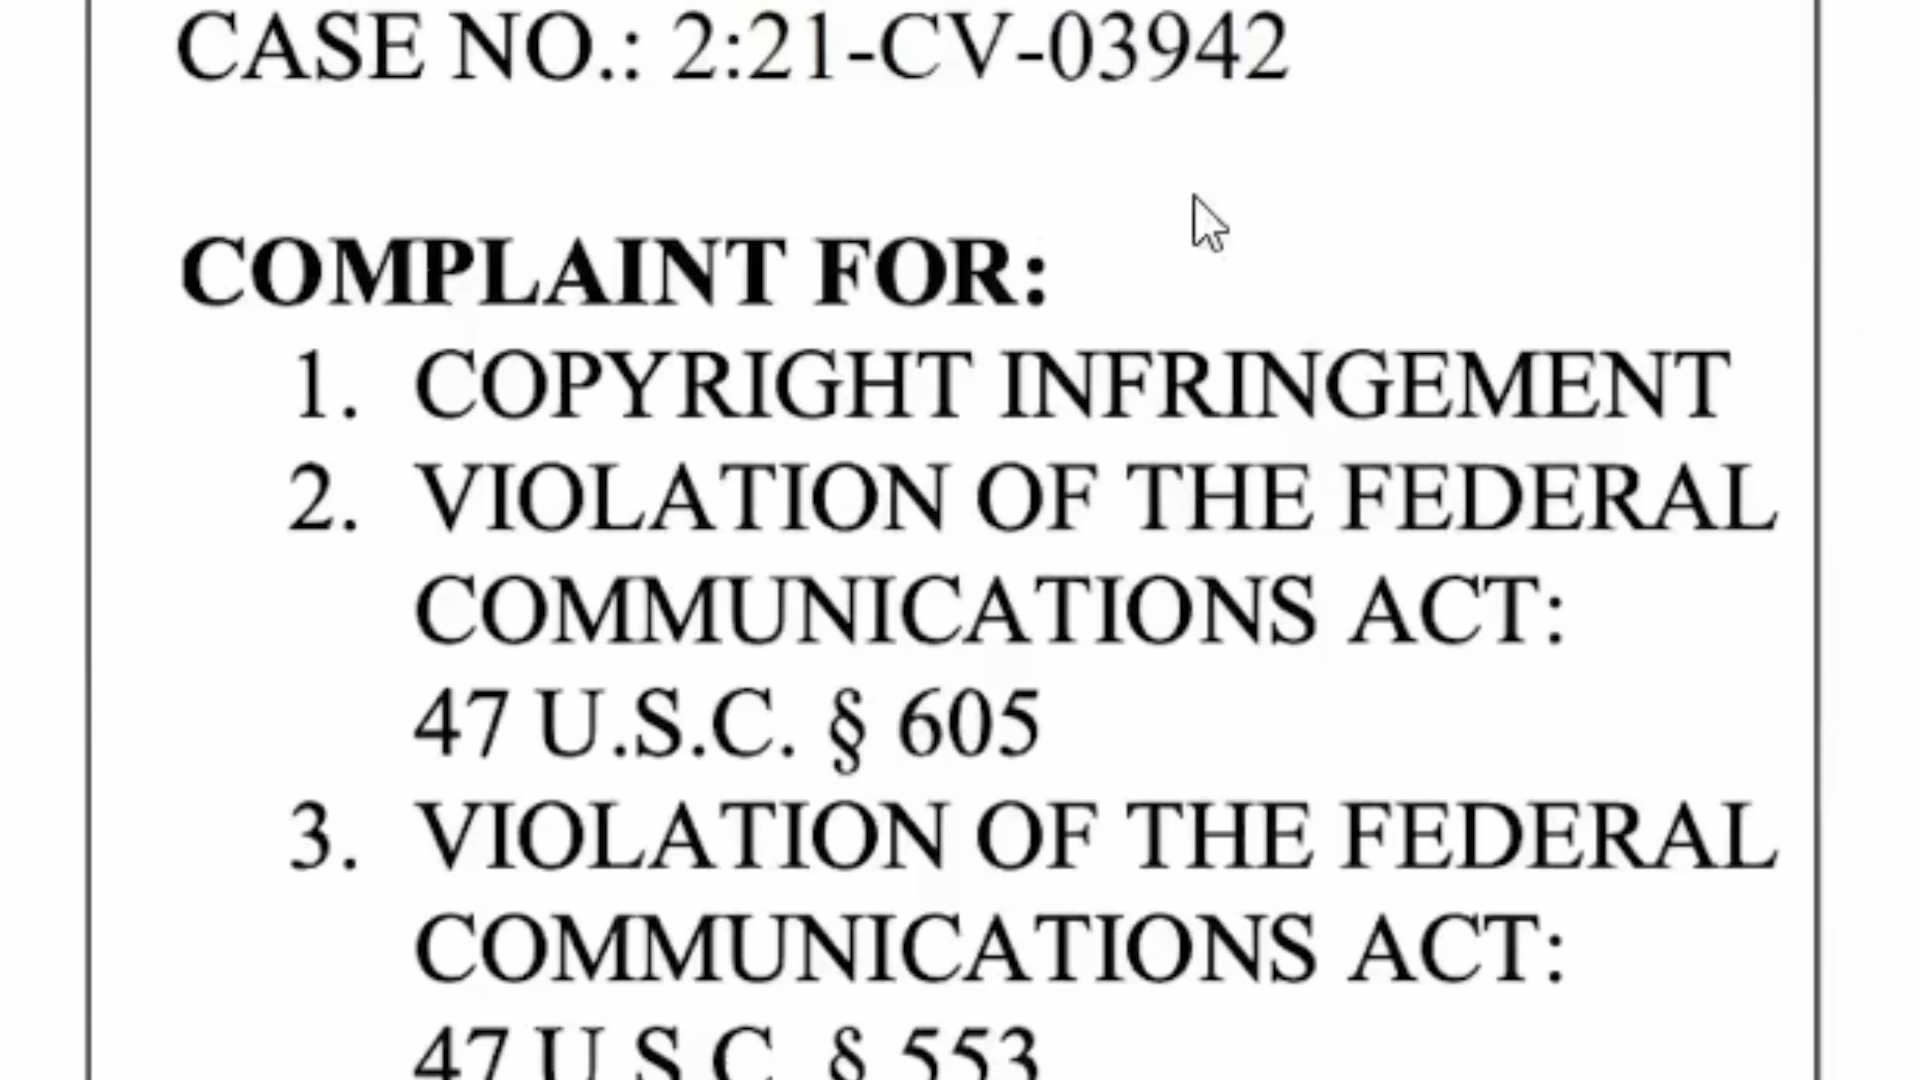 CASE NO.: 2:21-CV-03942
COMPLAINT FOR:
1. COPYRIGHT INFRINGEMENT
2. VIOLATION OF THE FEDERAL
COMMUNICATIONS ACT:
47 U.S.C. § 605
3. VIOLATION OF THE FEDERAL
COMMUNICATIONS ACT:
47 U.S.C. § 553